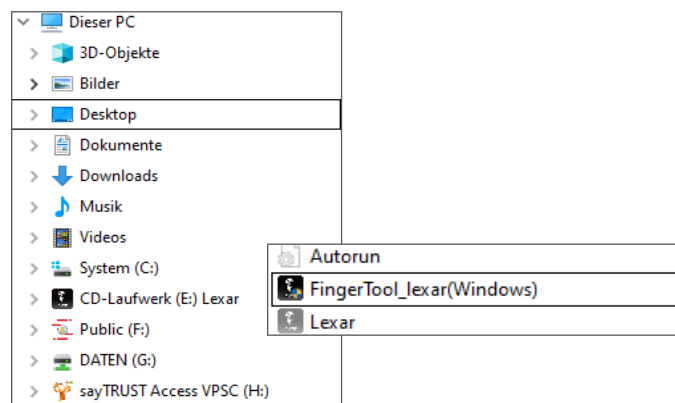 Dieser PC
3D-Objekte
Bilder
Desktop
Dokumente
Downloads
Musik
Videos
System (C:)
CD-Laufwerk (E:) Lexar
Public (F:)
DATEN (G:)
sayTRUST Access VPSC (H:)
Autorun
FingerTool_lexar(Windows)
Lexar